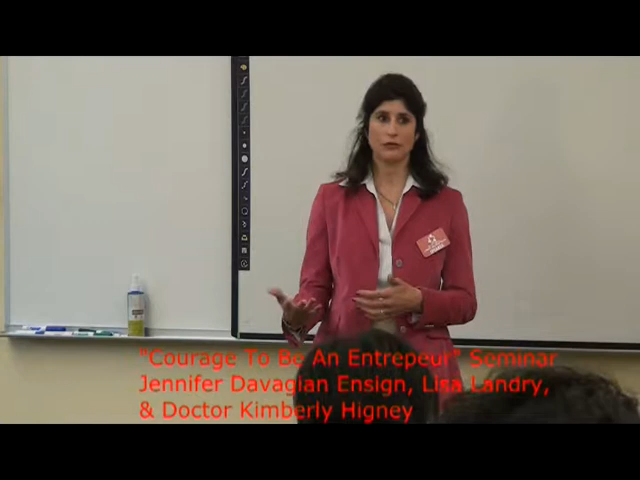 "Courage To Be An Entrepeur" Seminar
Jennifer Davagian Ensign, Lisa Landry,
& Doctor Kimberly Higney